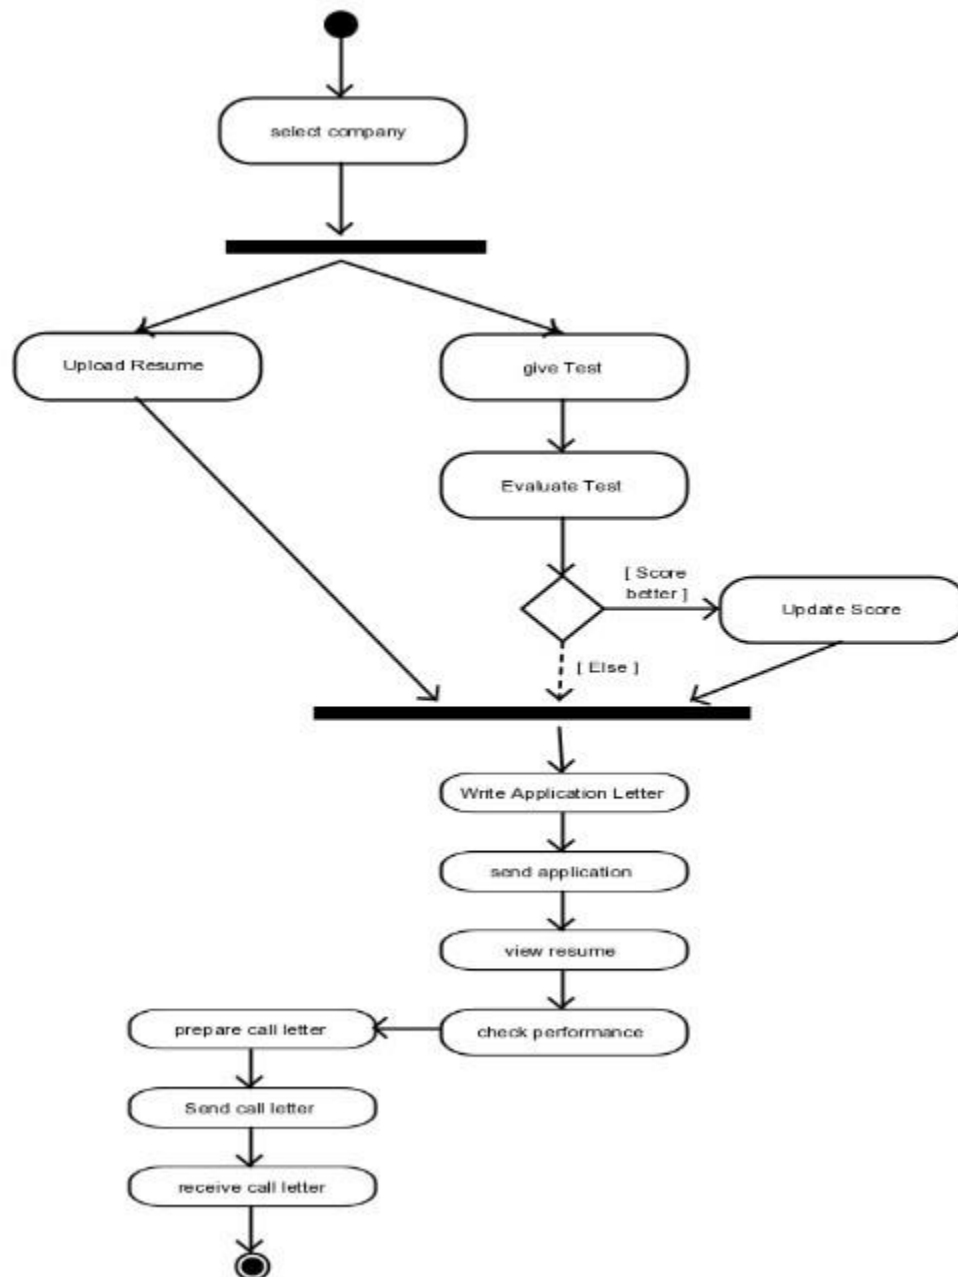 select company
Upload Resume
give Test
Evaluate Test
[ Score
better ]
Update Score
[ Else ]
Write Application Letter
send application
view resume
check performance
prepare call letter
Send call letter
receive call letter